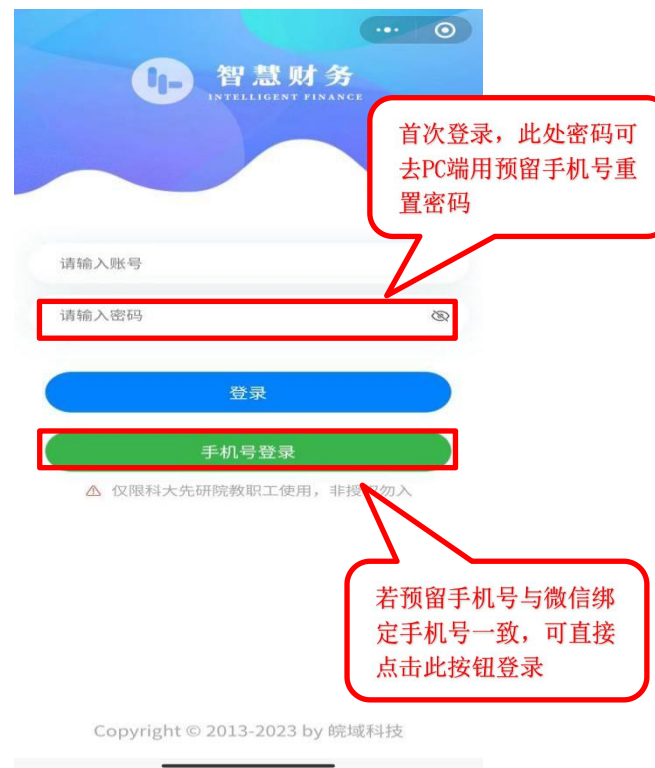 智慧财务
INTELLIGENT FINANCE
首次登录，此处密码可
去PC端用预留手机号重
置密码
请输入账号
请输入密码
登录
手机号登录
仅限科大先研院教职工使用，非授权勿入
若预留手机号与微信绑
定手机号一致，可直接
点击此按钮登录
Copyright © 2013-2023 by 皖域科技